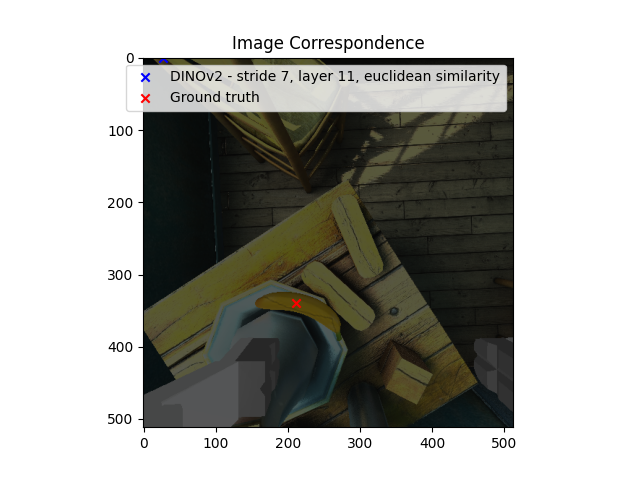 Image Correspondence
DINOv2 - stride 7, layer 11, euclidean similarity
Ground truth
0
100
200
300
400
500
0 100 200 300 400 500